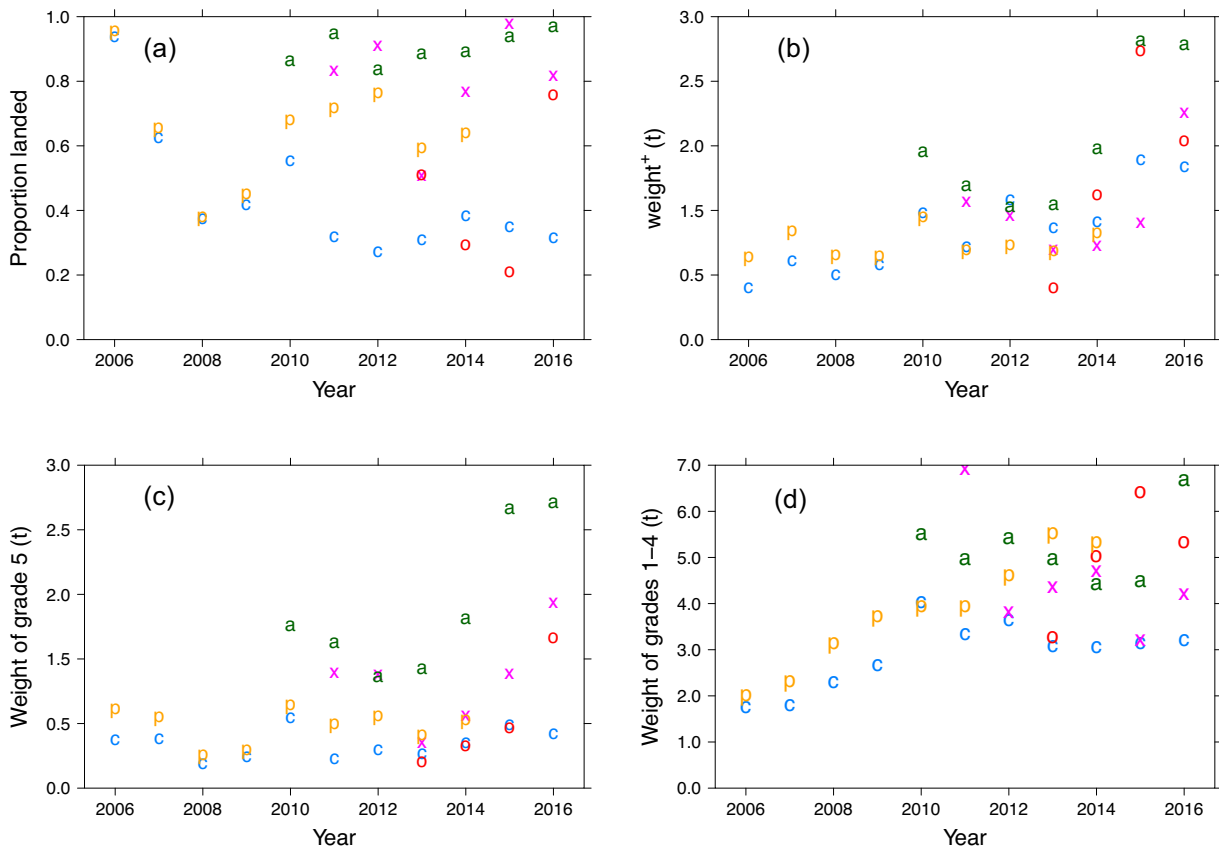 (a)
Proportion landed
1.0
0.8
0.6
0.4
0.2
0.0
2006 2008 2010 2012 2014 2016
Year
(b)
weight⁺ (t)
3.0
2.5
2.0
1.5
0.5
0.0
2006 2008 2010 2012 2014 2016
Year
(c)
Weight of grade 5 (t)
3.0
2.5
2.0
1.5
0.5
0.0
2006 2008 2010 2012 2014 2016
Year
(d)
Weight of grades 1–4 (t)
7.0
6.0
5.0
4.0
3.0
2.0
1.0
0.0
2006 2008 2010 2012 2014 2016
Year